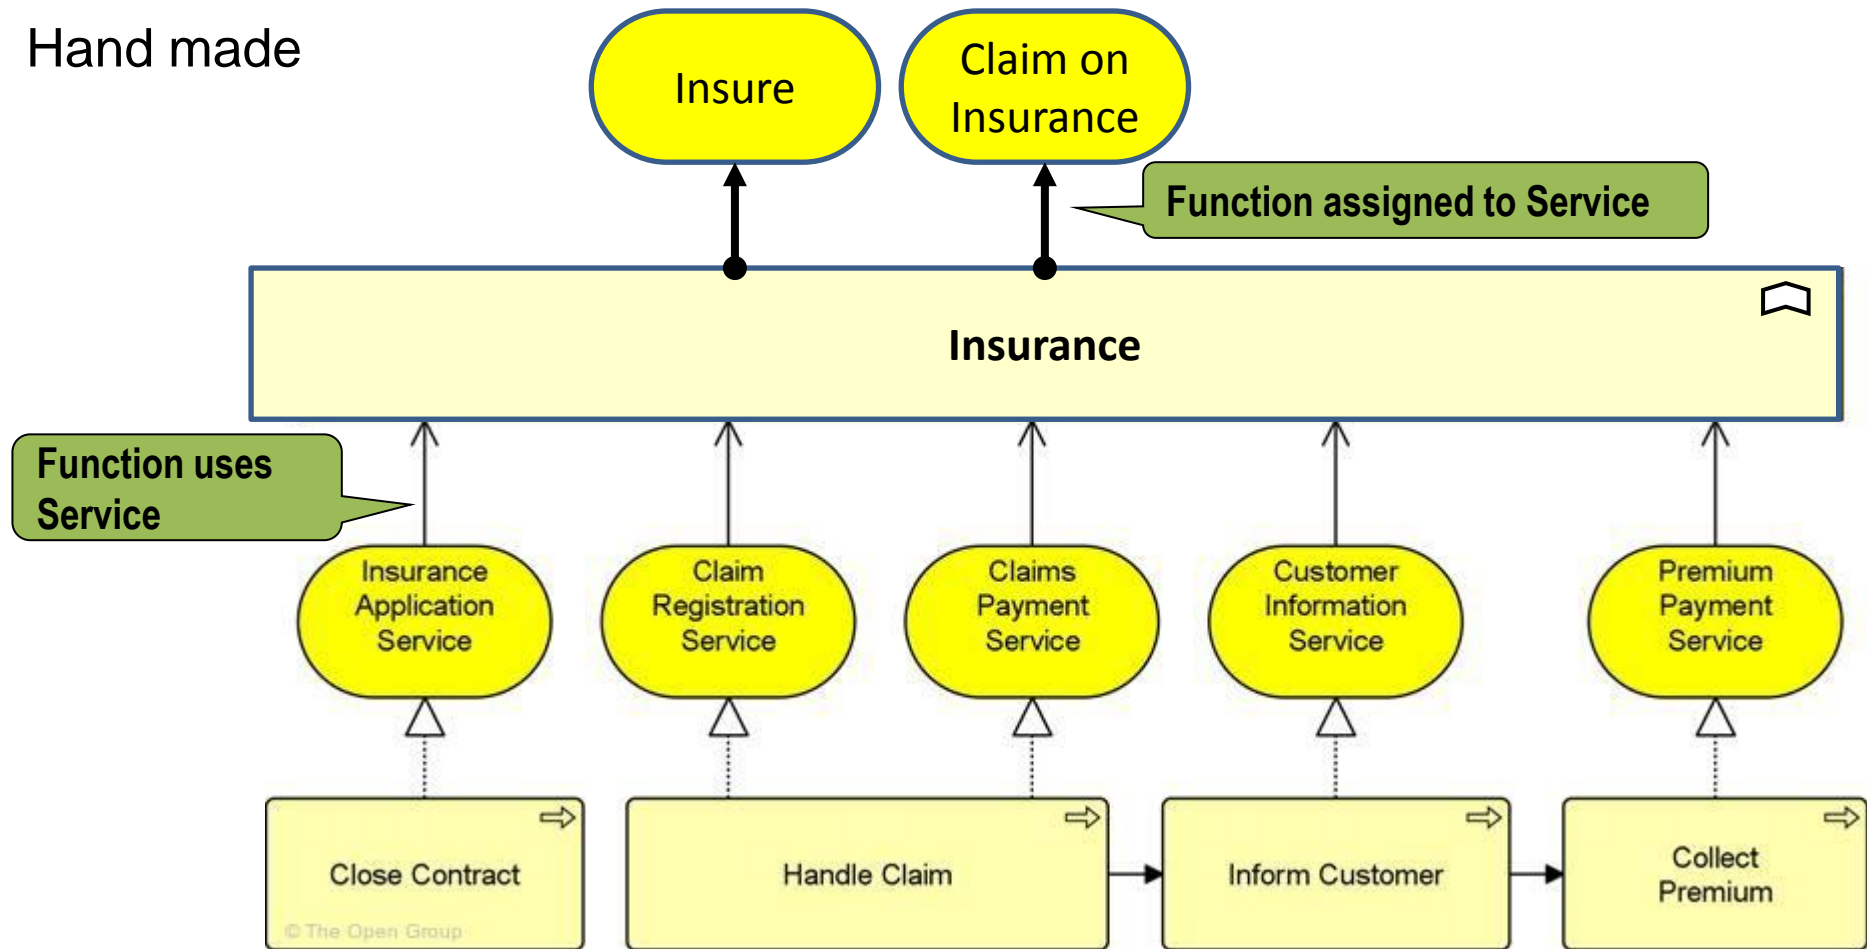 Hand made
Insure
Claim on
Insurance
Function assigned to Service
Insurance
Function uses
Service
Insurance
Application
Service
Claim
Registration
Service
Claims
Payment
Service
Customer
Information
Service
Premium
Payment
Service
Close Contract
Handle Claim
Inform Customer
Collect
Premium
© The Open Group